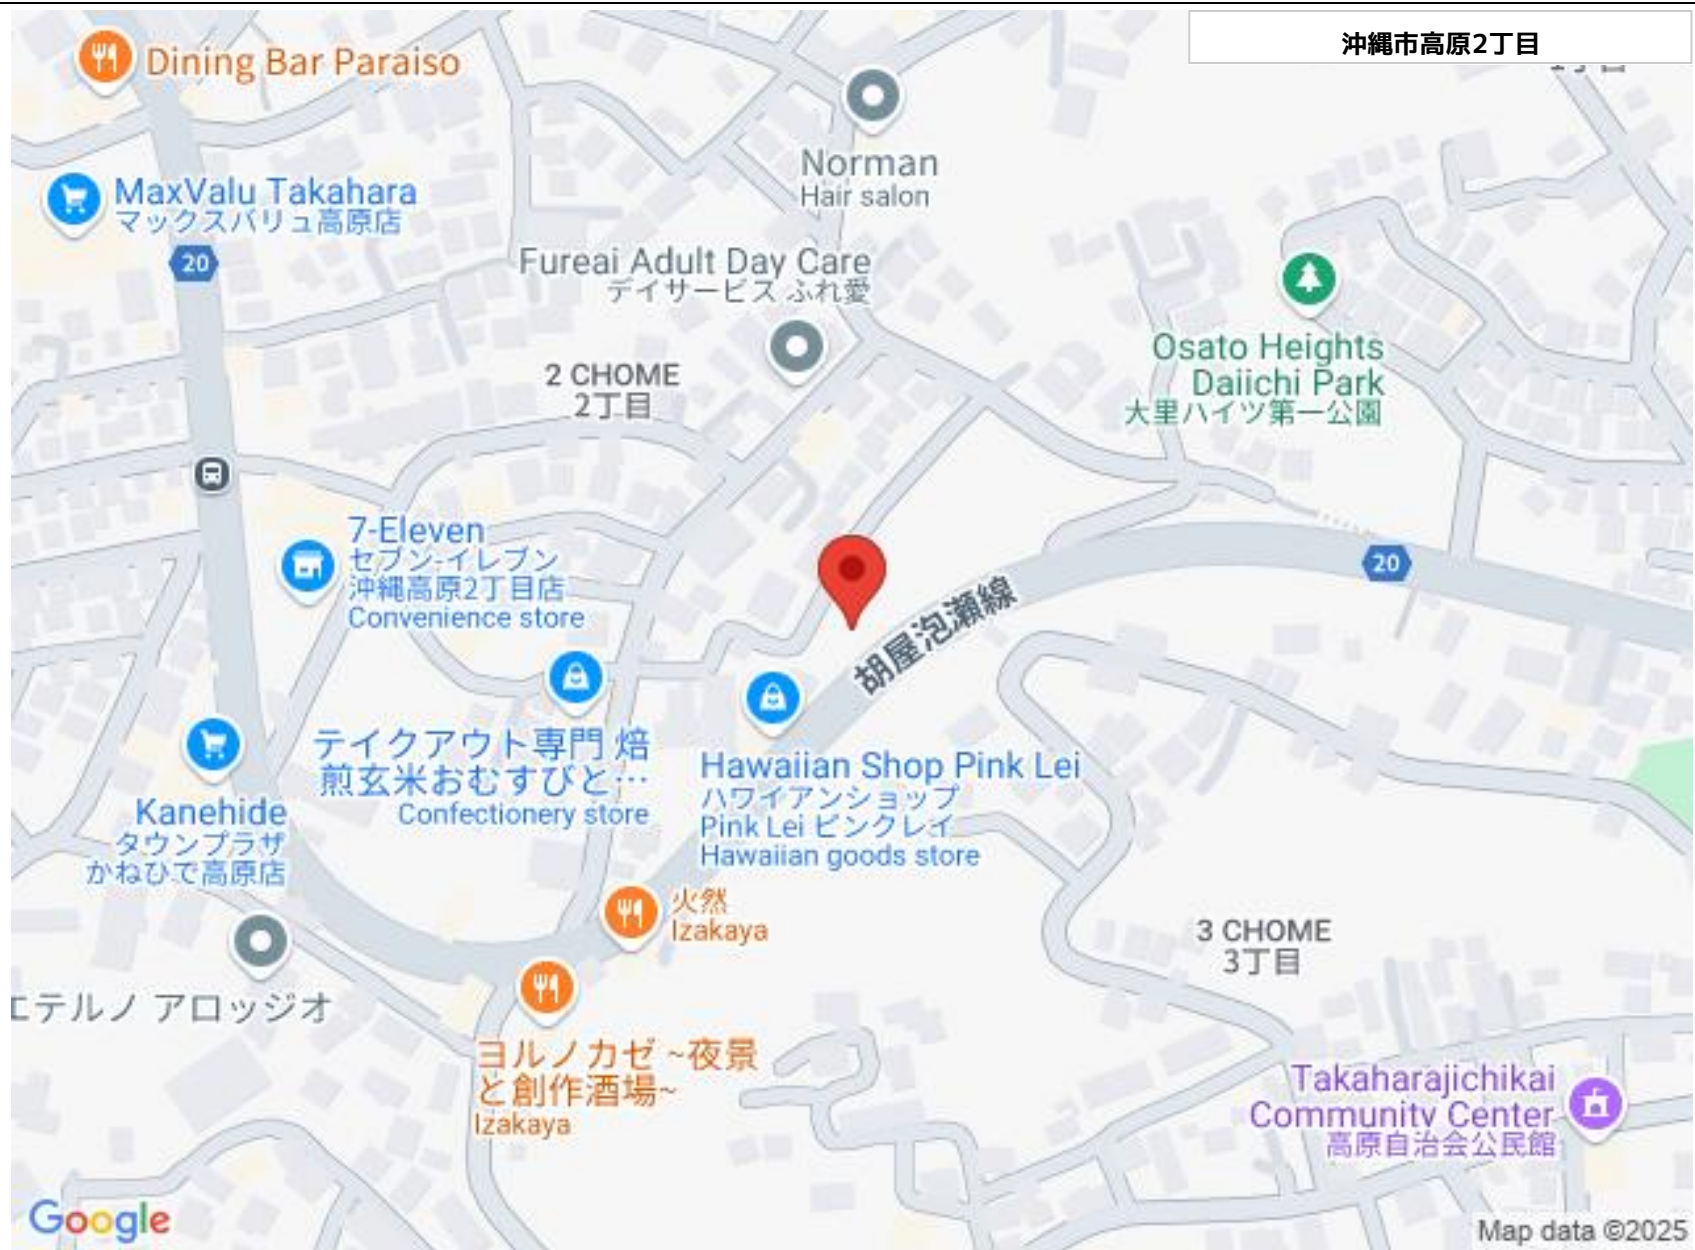 沖縄市高原2丁目
Dining Bar Paraiso
Norman
Hair salon
MaxValu Takahara
マックスバリュ高原店
20
Fureai Adult Day Care
デイサービス ふれ愛
Osato Heights
Daiichi Park
大里ハイツ第一公園
2 CHOME
2丁目
7-Eleven
セブン-イレブン
沖縄高原2丁目店
Convenience store
20
胡屋泡瀬線
テイクアウト専門 焙
煎玄米おむすびと…
Confectionery store
Hawaiian Shop Pink Lei
ハワイアンショップ
Pink Lei ピンクレイ
Hawaiian goods store
Kanehide
タウンプラザ
かねひで高原店
火然
Izakaya
3 CHOME
3丁目
エテルノ アロッジオ
ヨルノカゼ ~夜景
と創作酒場~
Izakaya
Takaharajichikai
Community Center
高原自治会公民館
Google
Map data ©2025